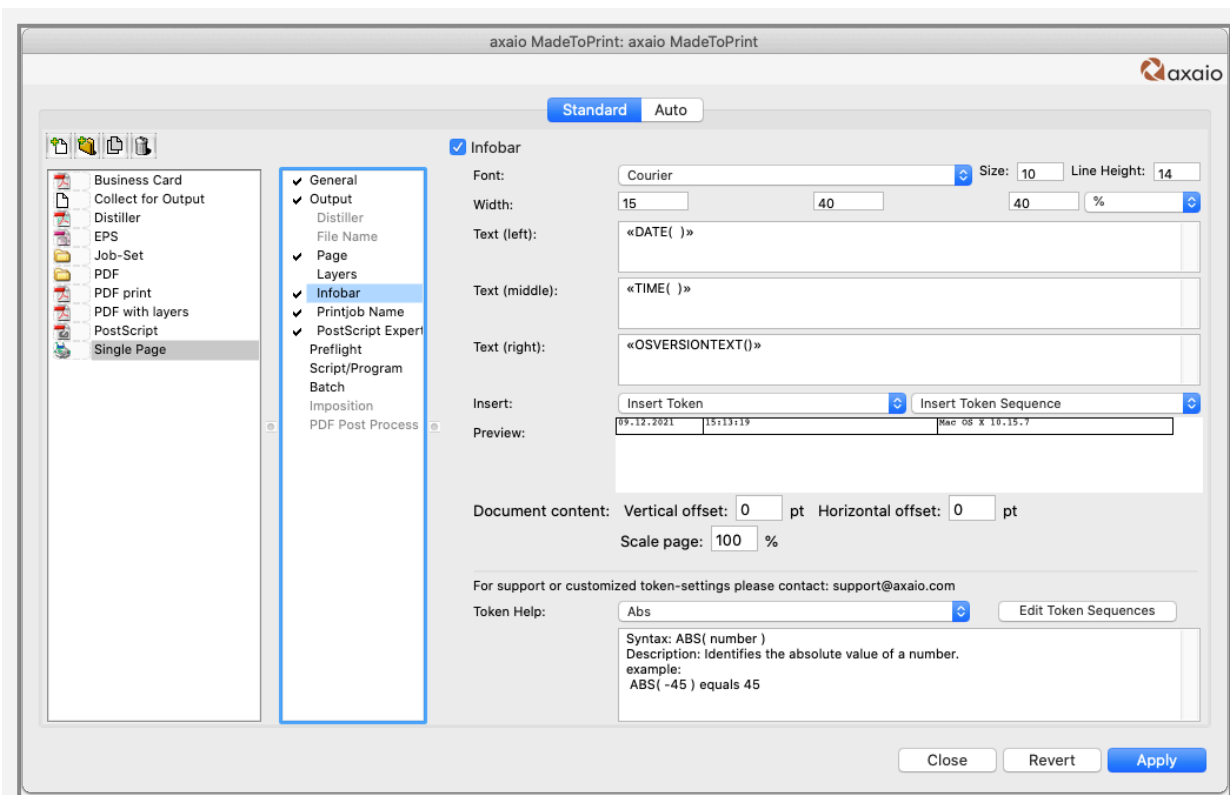 axaio MadeToPrint: axaio MadeToPrint
axaio
Standard Auto
Business Card
Collect for Output
Distiller
EPS
Job-Set
PDF
PDF print
PDF with layers
PostScript
Single Page
✓ General
✓ Output
Distiller
File Name
✓ Page
Layers
✓ Infobar
✓ Printjob Name
✓ PostScript Expert
Preflight
Script/Program
Batch
Imposition
PDF Post Process
Infobar
Font: Courier Size: 10 Line Height: 14
Width: 15 40 40 %
Text (left): «DATE( )»
Text (middle): «TIME( )»
Text (right): «OSVERSIONTEXT()»
Insert: Insert Token Insert Token Sequence
Preview: 09.12.2021 15:13:19 Mac OS X 10.15.7
Document content: Vertical offset: 0 pt Horizontal offset: 0 pt
Scale page: 100 %
For support or customized token-settings please contact: support@axaio.com
Token Help: Abs Edit Token Sequences
Syntax: ABS( number )
Description: Identifies the absolute value of a number.
example:
ABS( -45 ) equals 45
Close Revert Apply